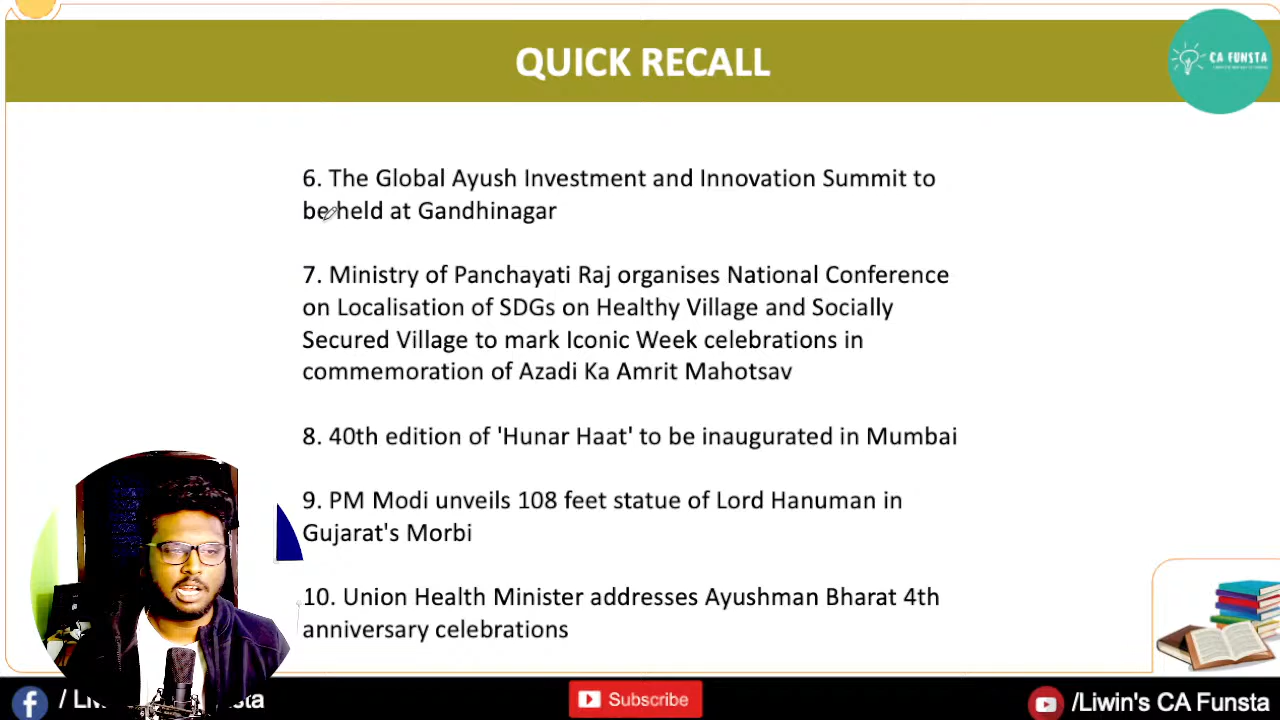 QUICK RECALL
CA FUNSTA
6. The Global Ayush Investment and Innovation Summit to
be held at Gandhinagar
7. Ministry of Panchayati Raj organises National Conference
on Localisation of SDGs on Healthy Village and Socially
Secured Village to mark Iconic Week celebrations in
commemoration of Azadi Ka Amrit Mahotsav
8. 40th edition of 'Hunar Haat' to be inaugurated in Mumbai
9. PM Modi unveils 108 feet statue of Lord Hanuman in
Gujarat's Morbi
10. Union Health Minister addresses Ayushman Bharat 4th
anniversary celebrations
Subscribe
/Liwin's CA Funsta